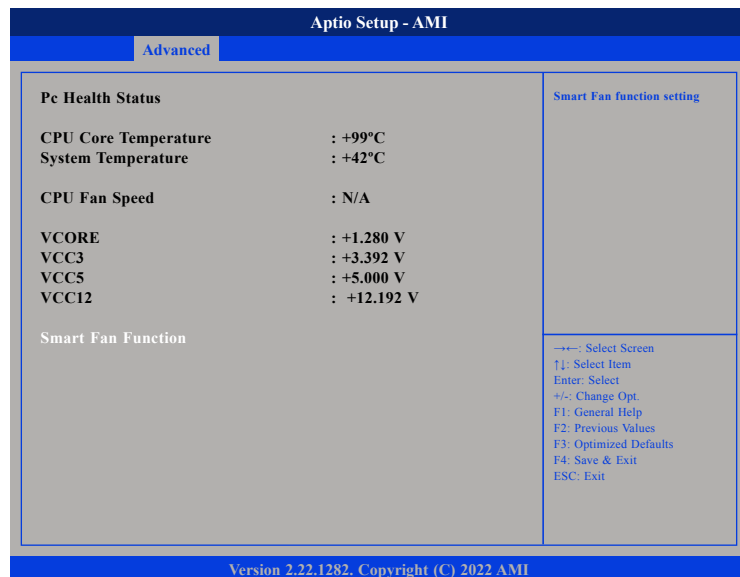 Aptio Setup - AMI
Advanced
Pc Health Status
CPU Core Temperature : +99°C
System Temperature : +42°C
CPU Fan Speed : N/A
VCORE : +1.280 V
VCC3 : +3.392 V
VCC5 : +5.000 V
VCC12 : +12.192 V
Smart Fan Function
Smart Fan function setting
→←: Select Screen
↑↓: Select Item
Enter: Select
+/-: Change Opt.
F1: General Help
F2: Previous Values
F3: Optimized Defaults
F4: Save & Exit
ESC: Exit
Version 2.22.1282. Copyright (C) 2022 AMI